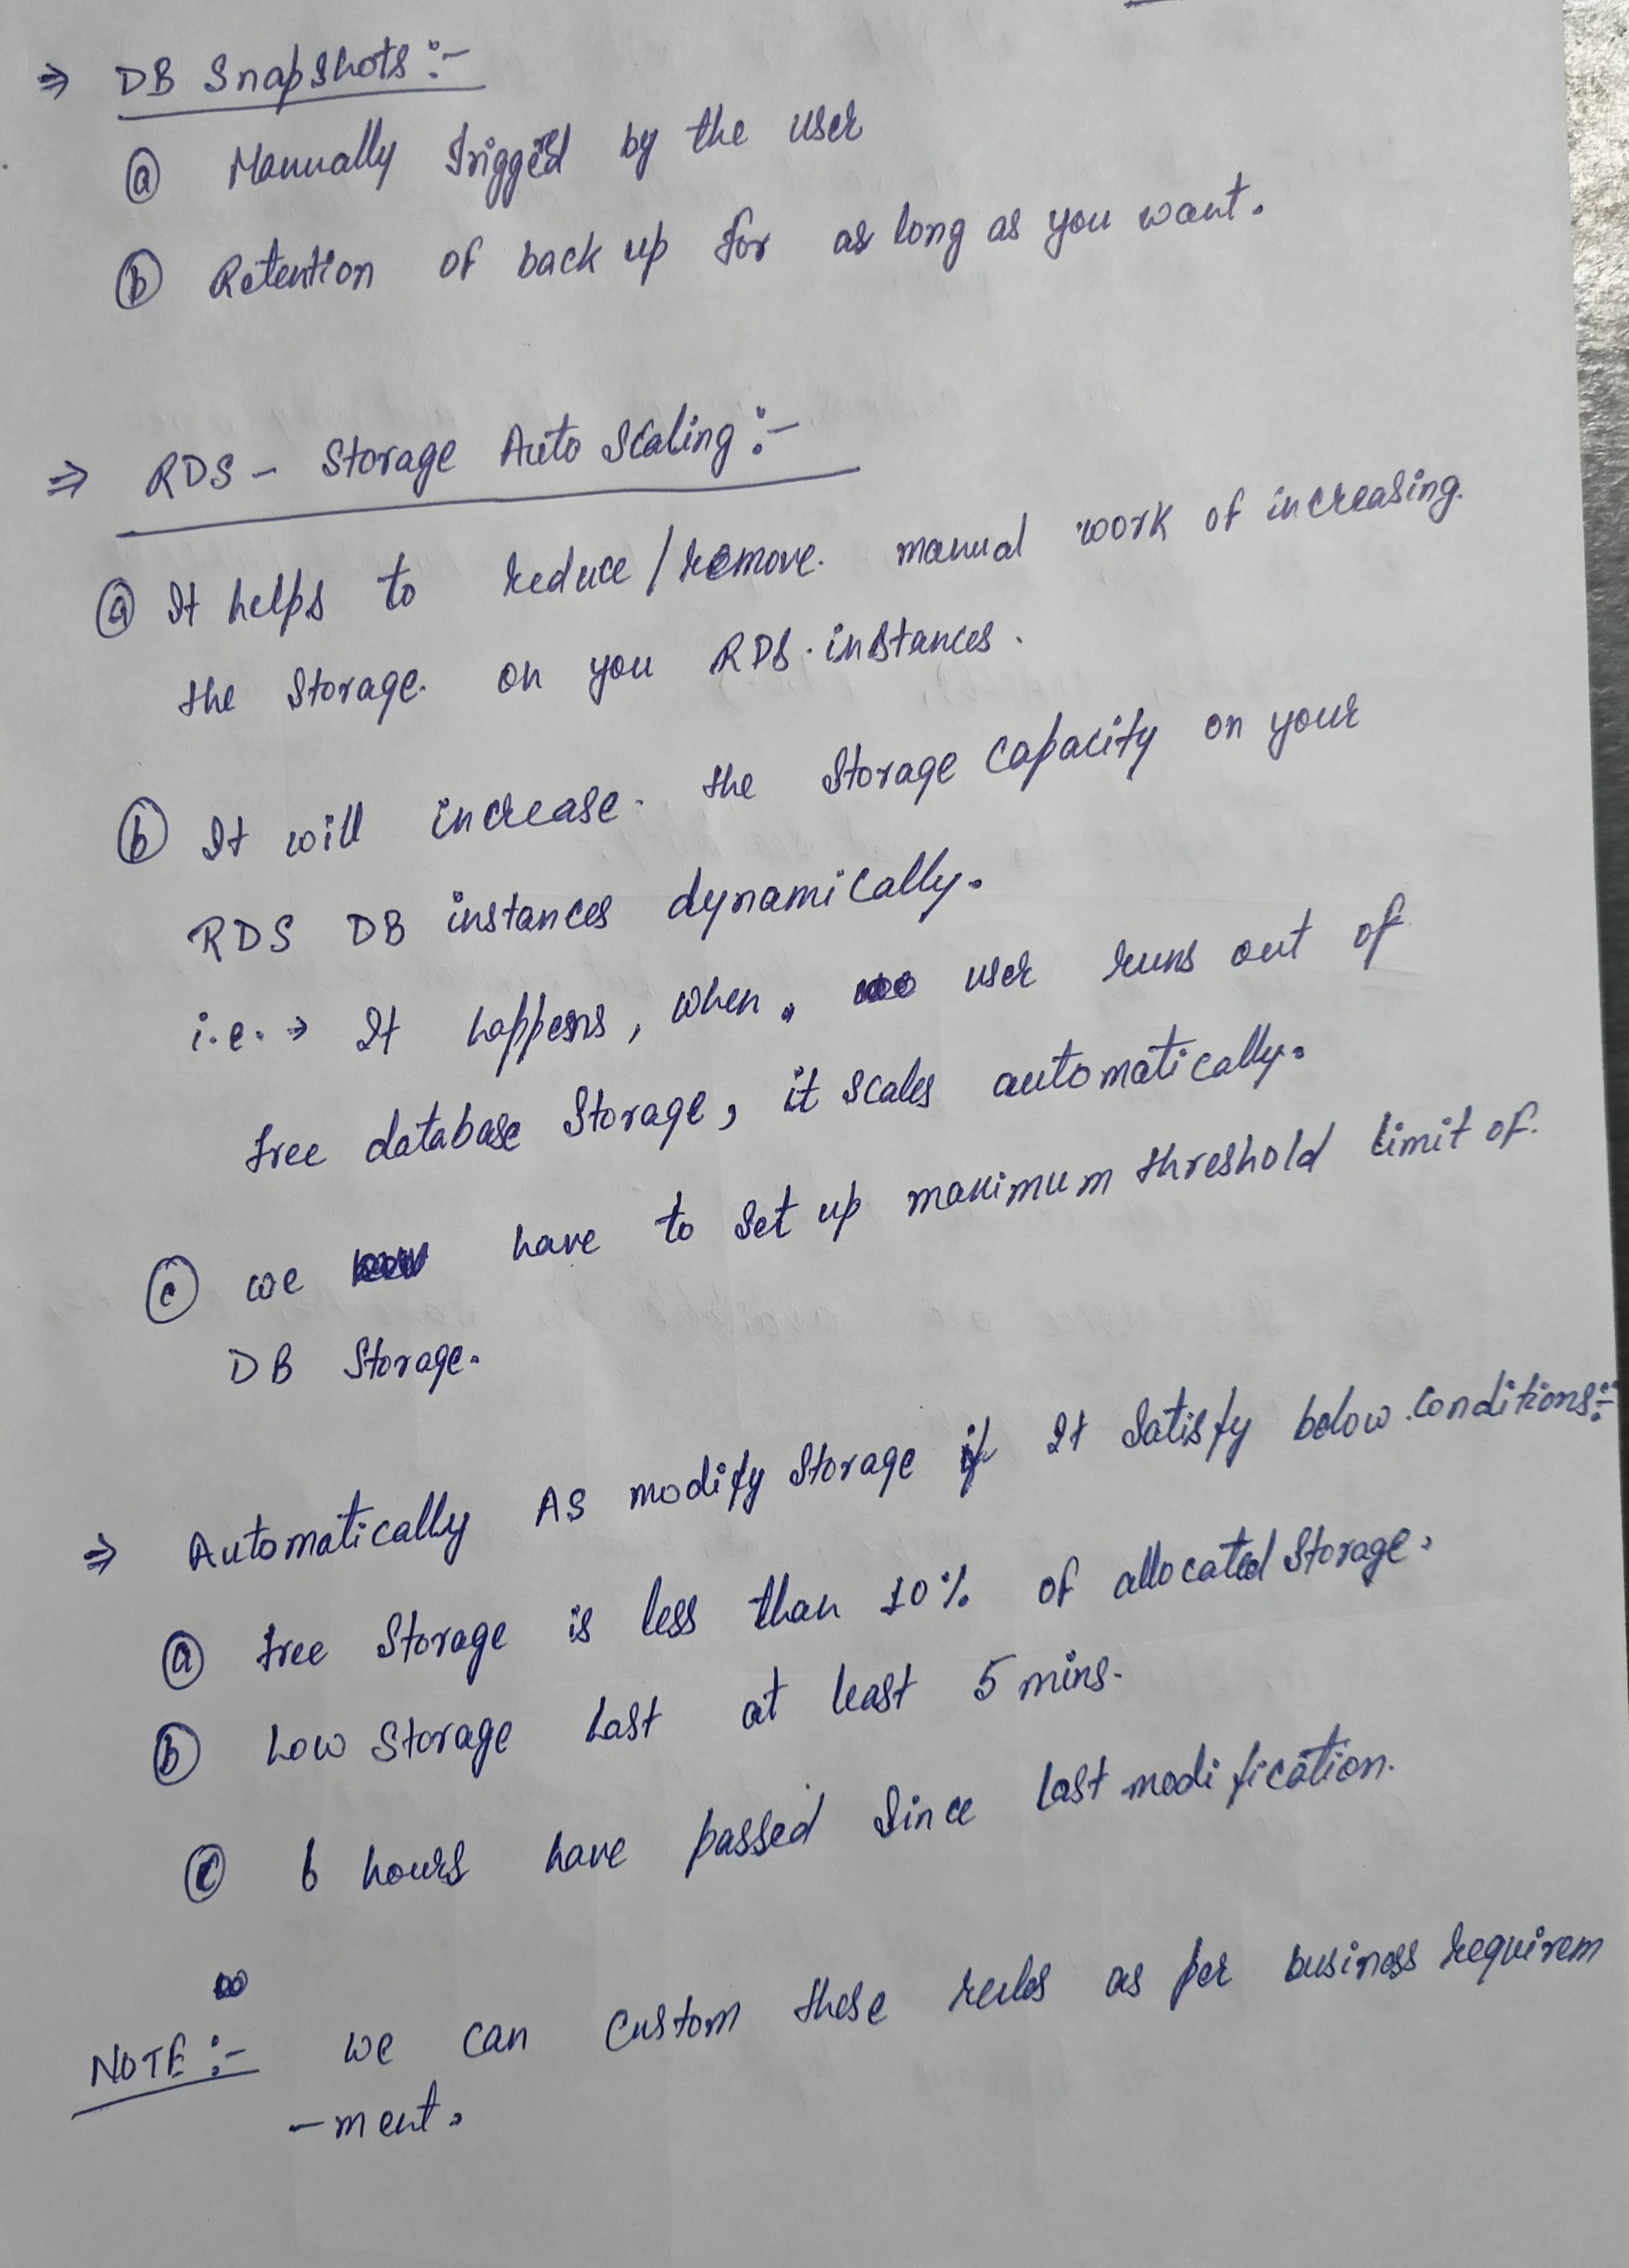 ⇒ DB Snapshots :-
ⓐ Manually Triggered by the user
ⓑ Retention of back up for as long as you want.
⇒ RDS - Storage Auto Scaling :-
ⓐ It helps to reduce / remove. manual work of increasing.
the Storage. on you RDS. instances.
ⓑ It will increase. the Storage Capacity on your
RDS DB instances dynamically.
i.e. → It happens, when, user runs out of
free database Storage, it scales automatically.
ⓒ we have to set up maximum threshold limit of.
DB Storage.
⇒ Automatically AS modify Storage if It Satisfy below Conditions :-
ⓐ free Storage is less than 10% of allocated Storage.
ⓑ Low Storage Last at least 5 mins.
ⓒ 6 hours have passed Since Last modification.
NOTE :- we can Custom these rules as per business requirem
-ment.